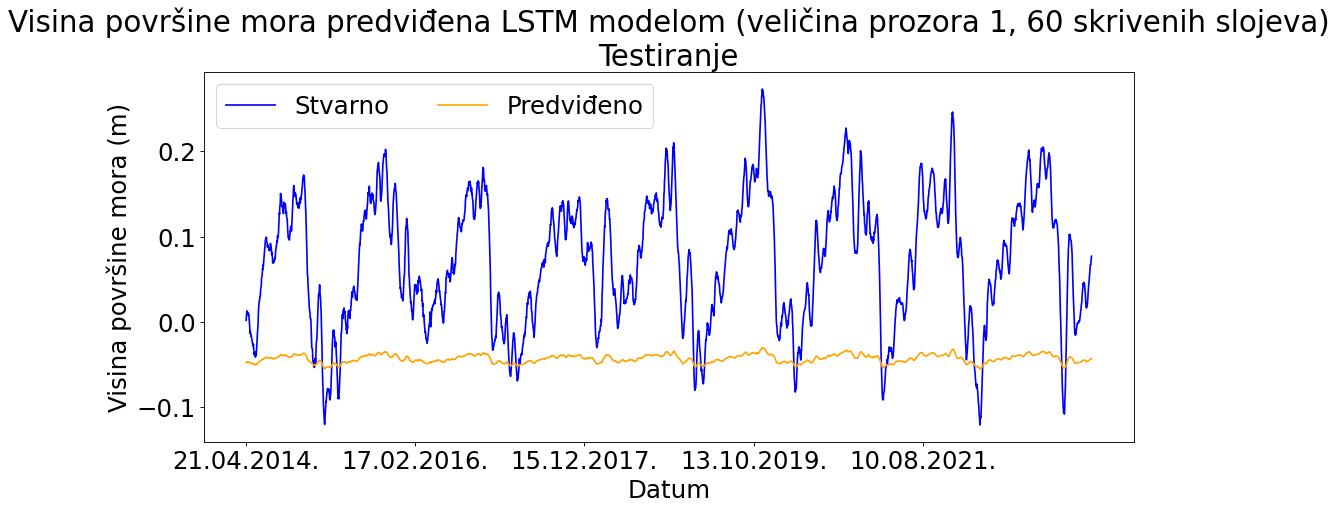 Visina površine mora predviđena LSTM modelom (veličina prozora 1, 60 skrivenih slojeva)
Testiranje
Stvarno
Predviđeno
Visina površine mora (m)
0.2
0.1
0.0
−0.1
21.04.2014.
17.02.2016.
15.12.2017.
13.10.2019.
10.08.2021.
Datum